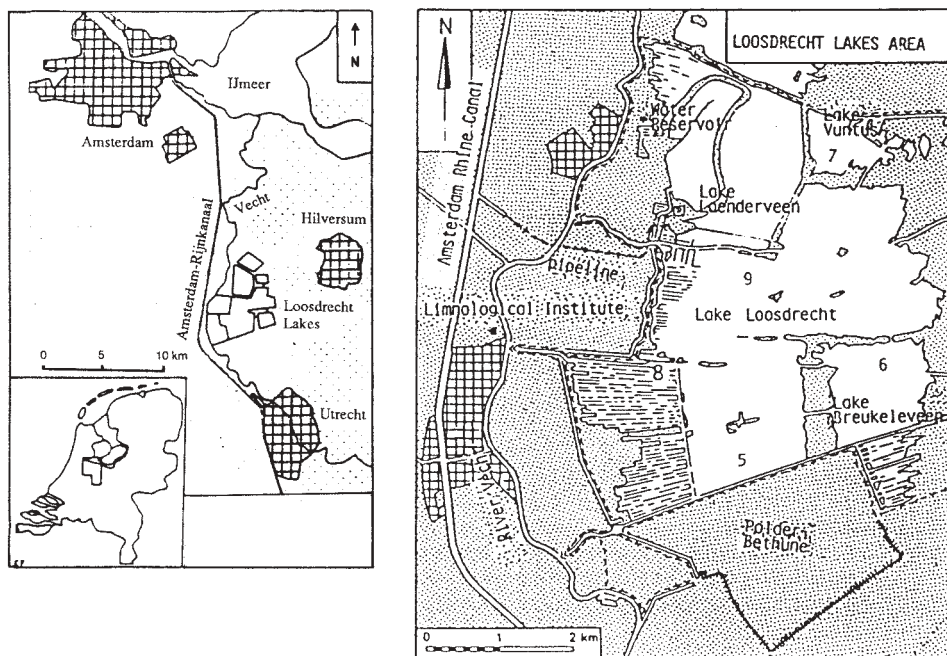 N
IJmeer
Amsterdam
Vecht
Hilversum
Amsterdam-Rijnkanaal
Loosdrecht
Lakes
0 5 10 km
Utrecht
LOOSDRECHT LAKES AREA
N
Amsterdam Rhine Canal
8
Water
Reservoir
Lake
Vuntus
7
Lake
Loenderveen
pipeline
9
Limnological Institute
Lake Loosdrecht
8
6
Lake
Breukeleveen
5
River Vecht
Polder
Bethune
0 1 2 km